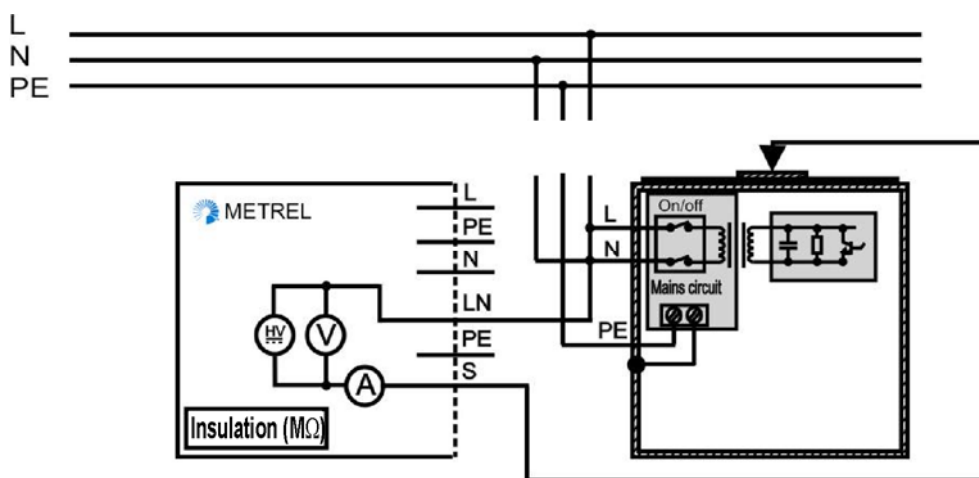 L
N
PE
METREL
L
PE
N
LN
PE
S
HV
V
A
Insulation (MΩ)
On/off
L
N
Mains circuit
PE